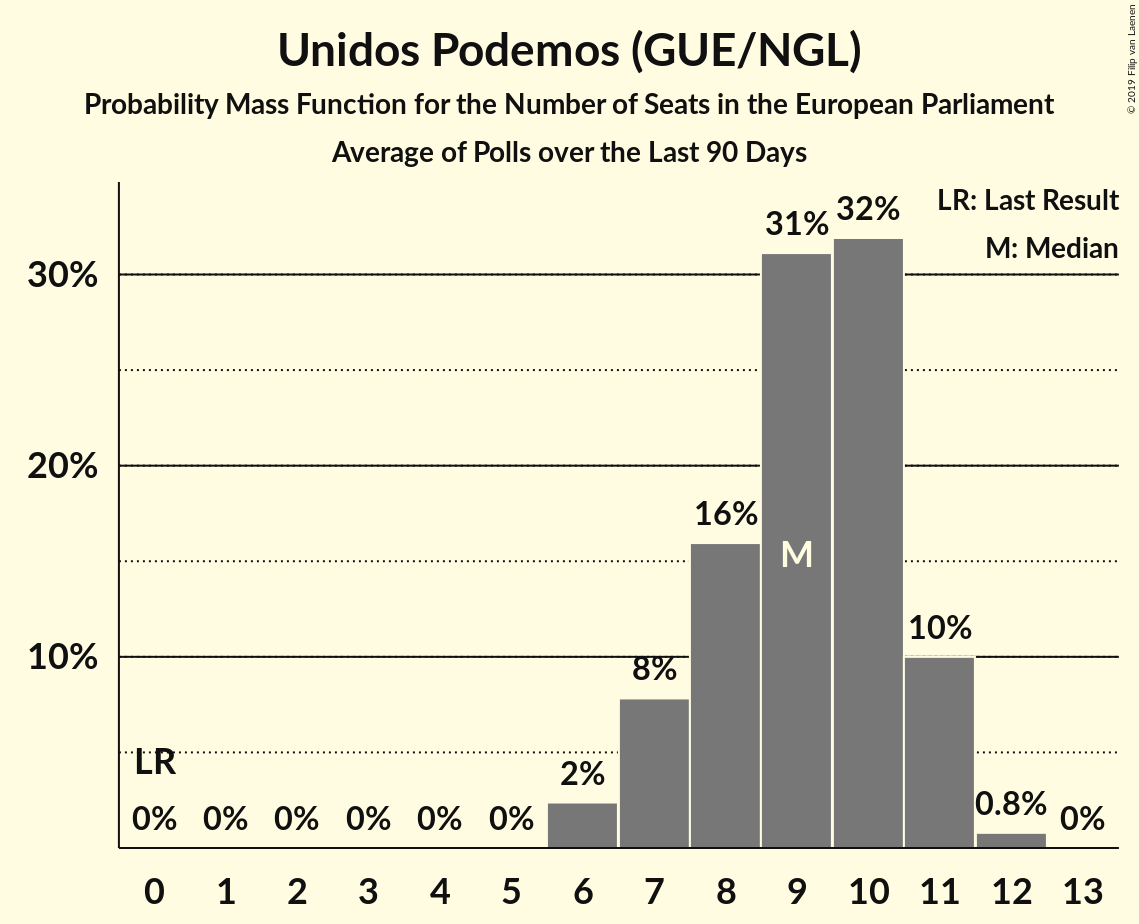 Unidos Podemos (GUE/NGL)
Probability Mass Function for the Number of Seats in the European Parliament
Average of Polls over the Last 90 Days
© 2019 Filip van Laenen
LR: Last Result
M: Median
30%
20%
10%
LR
0%
0%
0%
0%
0%
0%
2%
8%
16%
31%
M
32%
10%
0.8%
0%
0 1 2 3 4 5 6 7 8 9 10 11 12 13